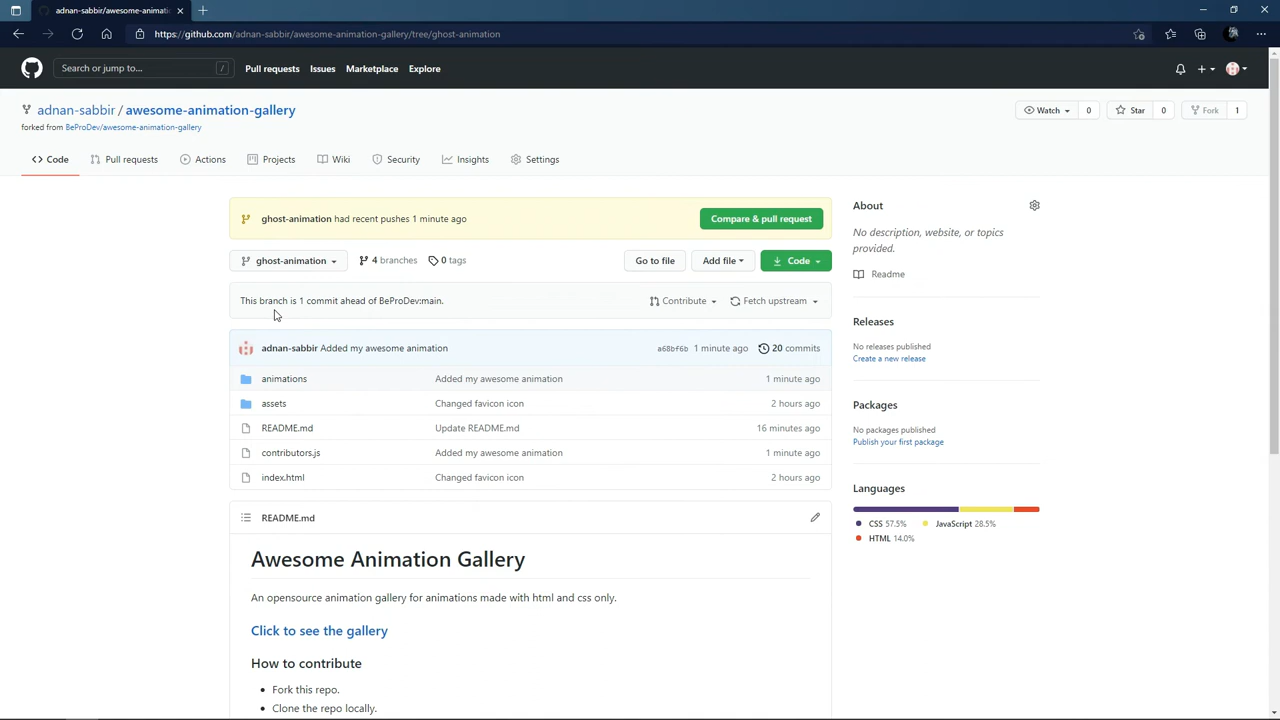 adnan-sabbir/awesome-animatio
https://github.com/adnan-sabbir/awesome-animation-gallery/tree/ghost-animation
Search or jump to... /
Pull requests Issues Marketplace Explore
adnan-sabbir / awesome-animation-gallery
forked from BeProDev/awesome-animation-gallery
Watch 0 Star 0 Fork 1
Code Pull requests Actions Projects Wiki Security Insights Settings
ghost-animation had recent pushes 1 minute ago Compare & pull request
ghost-animation 4 branches 0 tags Go to file Add file Code
This branch is 1 commit ahead of BeProDev:main. Contribute Fetch upstream
adnan-sabbir Added my awesome animation a68bf6b 1 minute ago 20 commits
animations Added my awesome animation 1 minute ago
assets Changed favicon icon 2 hours ago
README.md Update README.md 16 minutes ago
contributors.js Added my awesome animation 1 minute ago
index.html Changed favicon icon 2 hours ago
README.md
Awesome Animation Gallery
An opensource animation gallery for animations made with html and css only.
Click to see the gallery
How to contribute
Fork this repo.
Clone the repo locally.
About
No description, website, or topics
provided.
Readme
Releases
No releases published
Create a new release
Packages
No packages published
Publish your first package
Languages
CSS 57.5% JavaScript 28.5%
HTML 14.0%